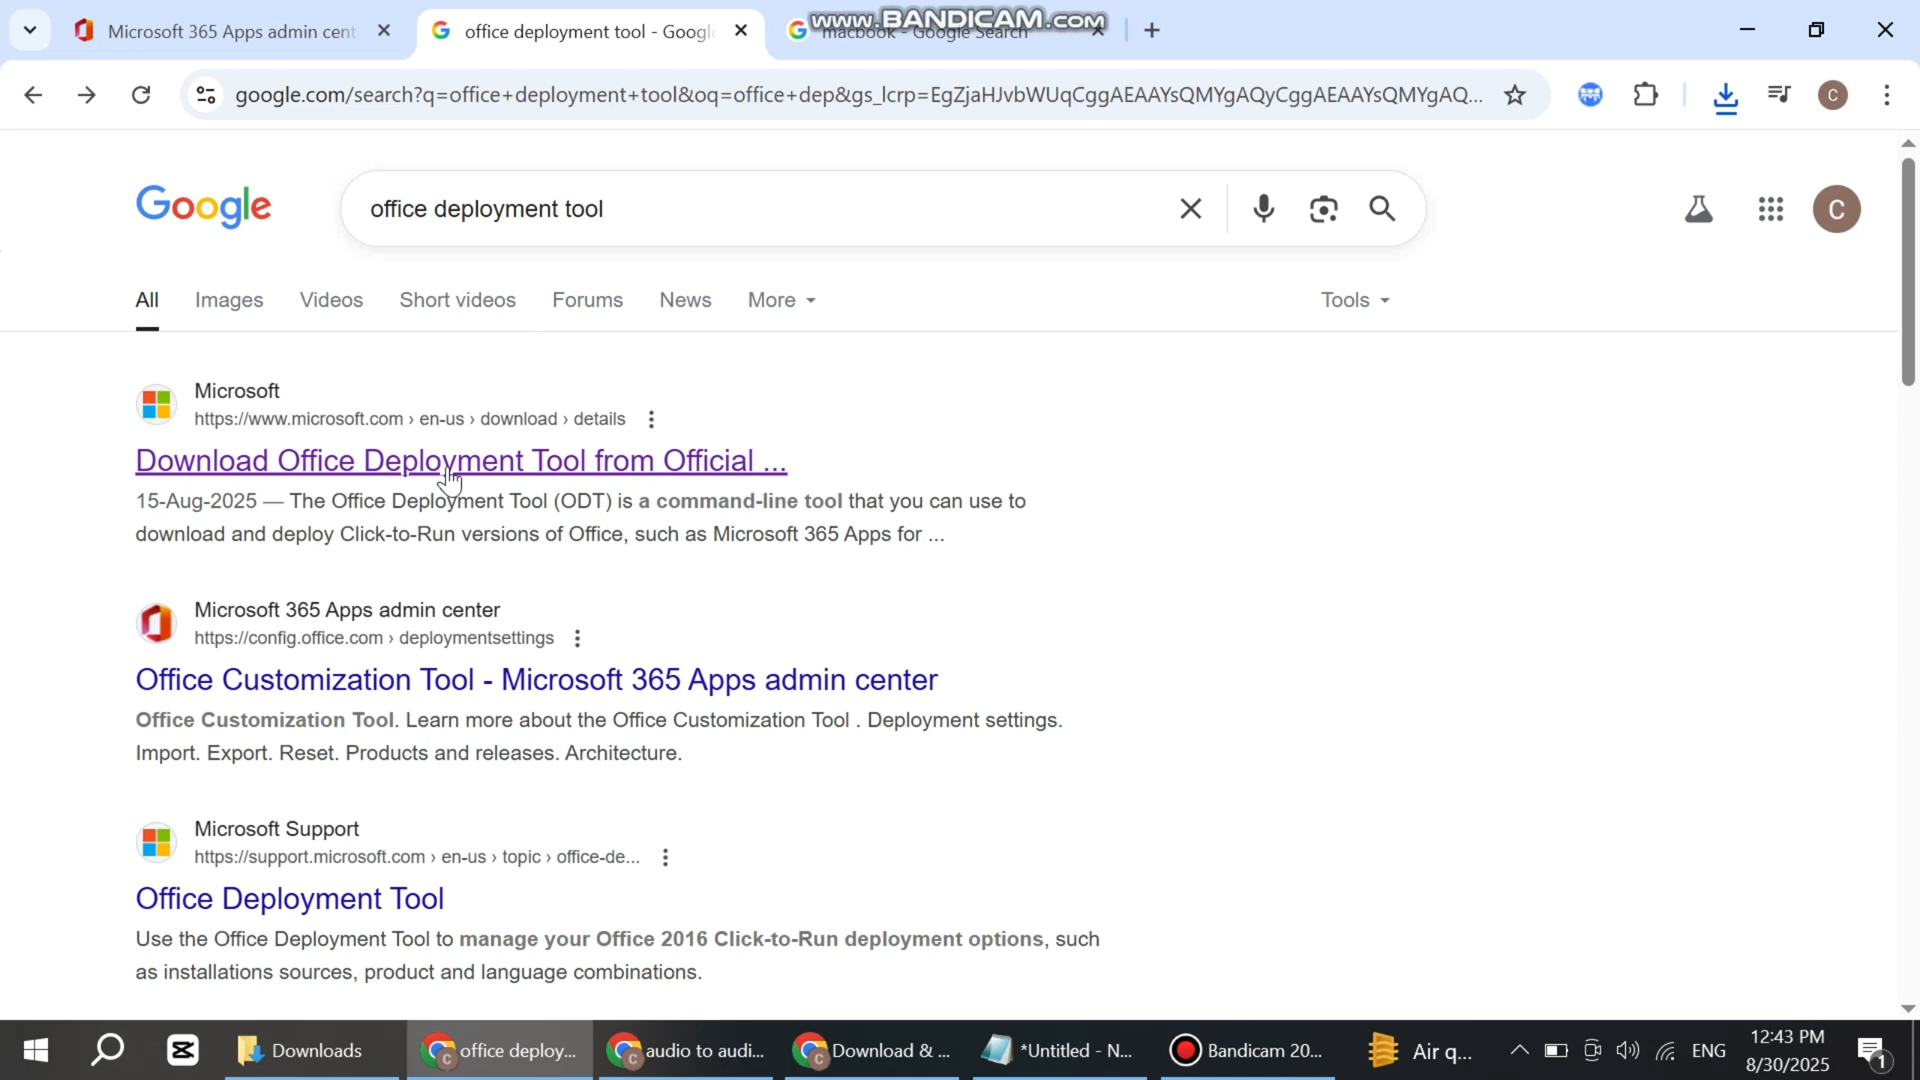 www.BANDICAM.com
Microsoft 365 Apps admin cent
office deployment tool - Googl
macbook - Google Search
google.com/search?q=office+deployment+tool&oq=office+dep&gs_lcrp=EgZjaHJvbWUqCggAEAAYsQMYgAQyCggAEAAYsQMYgAQ...
C
Google
office deployment tool
C
All
Images
Videos
Short videos
Forums
News
More
Tools
Microsoft
https://www.microsoft.com › en-us › download › details
Download Office Deployment Tool from Official ...
15-Aug-2025 — The Office Deployment Tool (ODT) is a command-line tool that you can use to
download and deploy Click-to-Run versions of Office, such as Microsoft 365 Apps for ...
Microsoft 365 Apps admin center
https://config.office.com › deploymentsettings
Office Customization Tool - Microsoft 365 Apps admin center
Office Customization Tool. Learn more about the Office Customization Tool . Deployment settings.
Import. Export. Reset. Products and releases. Architecture.
Microsoft Support
https://support.microsoft.com › en-us › topic › office-de...
Office Deployment Tool
Use the Office Deployment Tool to manage your Office 2016 Click-to-Run deployment options, such
as installations sources, product and language combinations.
Downloads
office deploy...
audio to audi...
Download & ...
*Untitled - N...
Bandicam 20...
Air q...
ENG
12:43 PM
8/30/2025
1